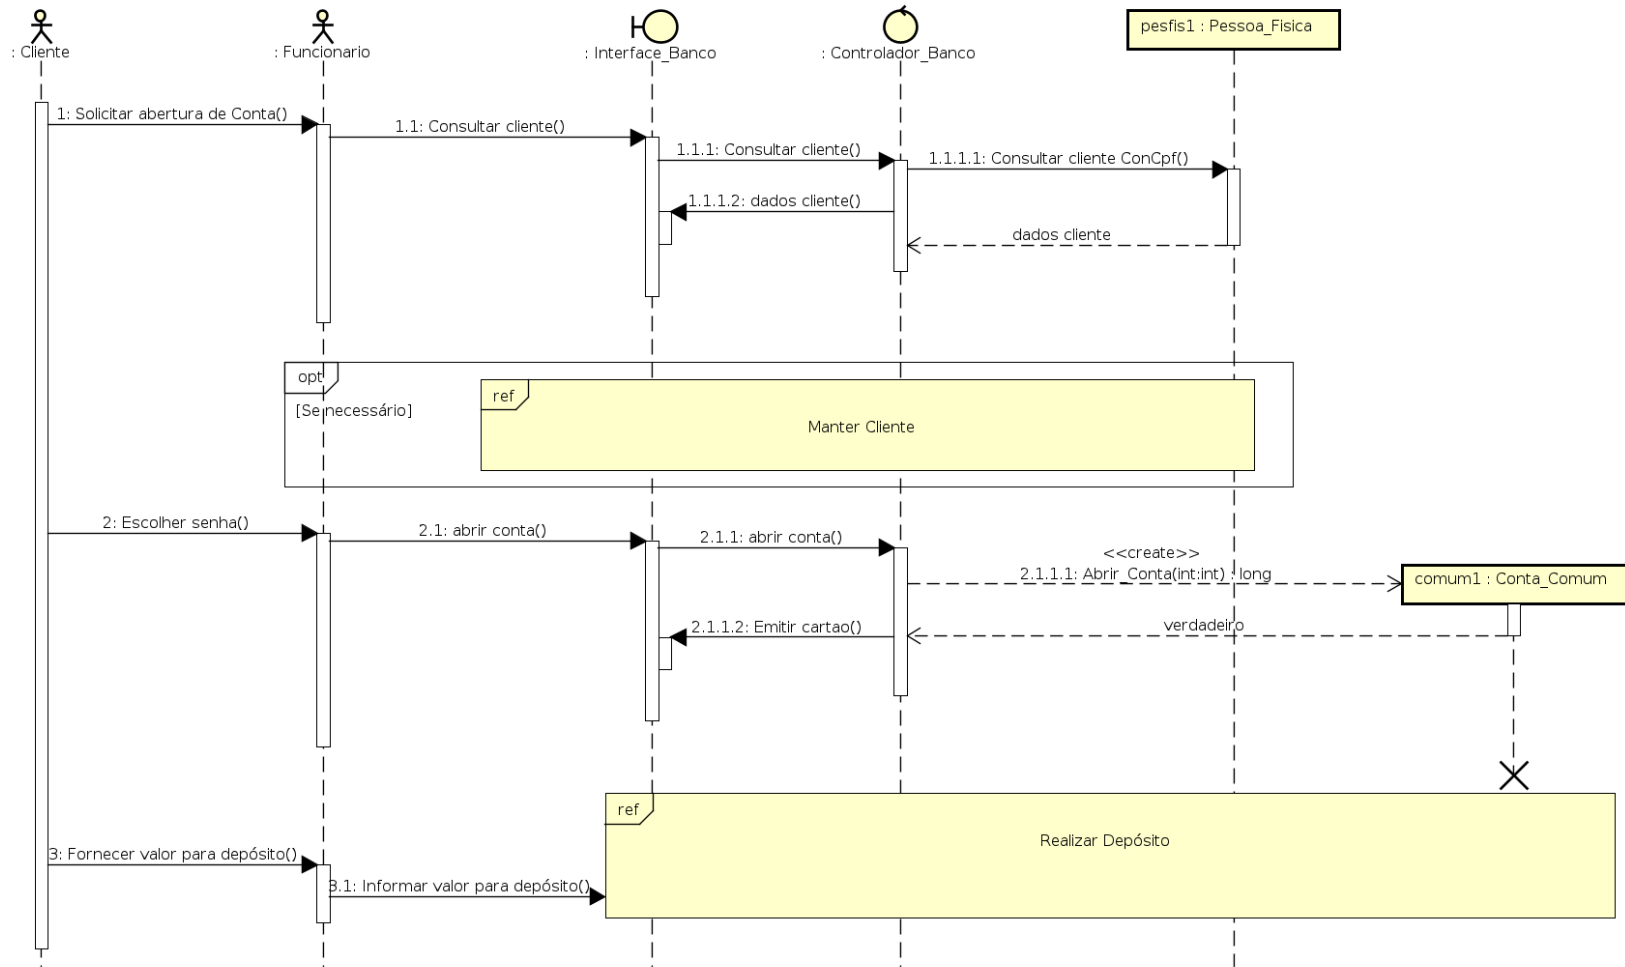 : Cliente
: Funcionario
: Interface_Banco
: Controlador_Banco
pesfis1 : Pessoa_Fisica
1: Solicitar abertura de Conta()
1.1: Consultar cliente()
1.1.1: Consultar cliente()
1.1.1.1: Consultar cliente ConCpf()
1.1.1.2: dados cliente()
dados cliente
opt
[Se necessário]
ref
Manter Cliente
2: Escolher senha()
2.1: abrir conta()
2.1.1: abrir conta()
<<create>>
2.1.1.1: Abrir_Conta(int:int) : long
comum1 : Conta_Comum
2.1.1.2: Emitir cartao()
verdadeiro
ref
Realizar Depósito
3: Fornecer valor para depósito()
3.1: Informar valor para depósito()